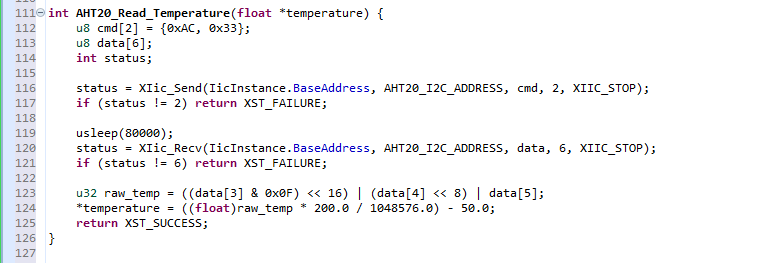 111 int AHT20_Read_Temperature(float *temperature) {
112     u8 cmd[2] = {0xAC, 0x33};
113     u8 data[6];
114     int status;
115
116     status = XIic_Send(IicInstance.BaseAddress, AHT20_I2C_ADDRESS, cmd, 2, XIIC_STOP);
117     if (status != 2) return XST_FAILURE;
118
119     usleep(80000);
120     status = XIic_Recv(IicInstance.BaseAddress, AHT20_I2C_ADDRESS, data, 6, XIIC_STOP);
121     if (status != 6) return XST_FAILURE;
122
123     u32 raw_temp = ((data[3] & 0x0F) << 16) | (data[4] << 8) | data[5];
124     *temperature = ((float)raw_temp * 200.0 / 1048576.0) - 50.0;
125     return XST_SUCCESS;
126 }
127